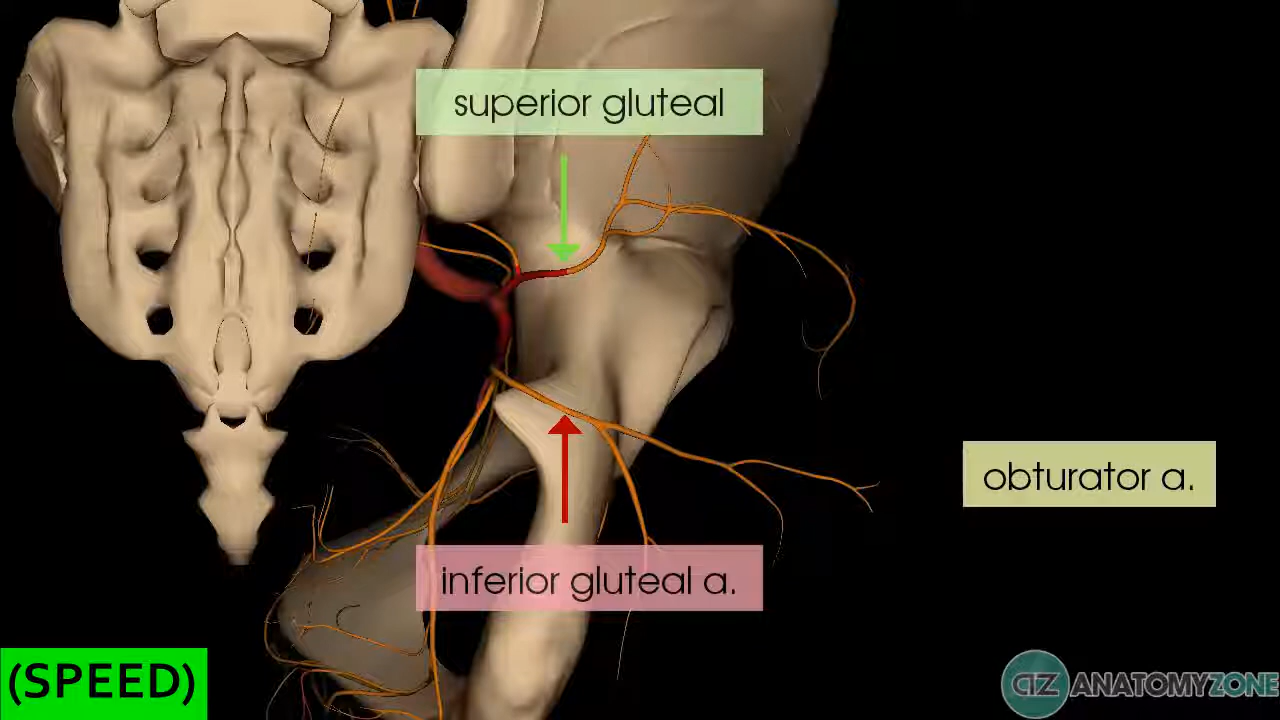 superior gluteal
obturator a.
inferior gluteal a.
(SPEED)
AZ ANATOMYZONE